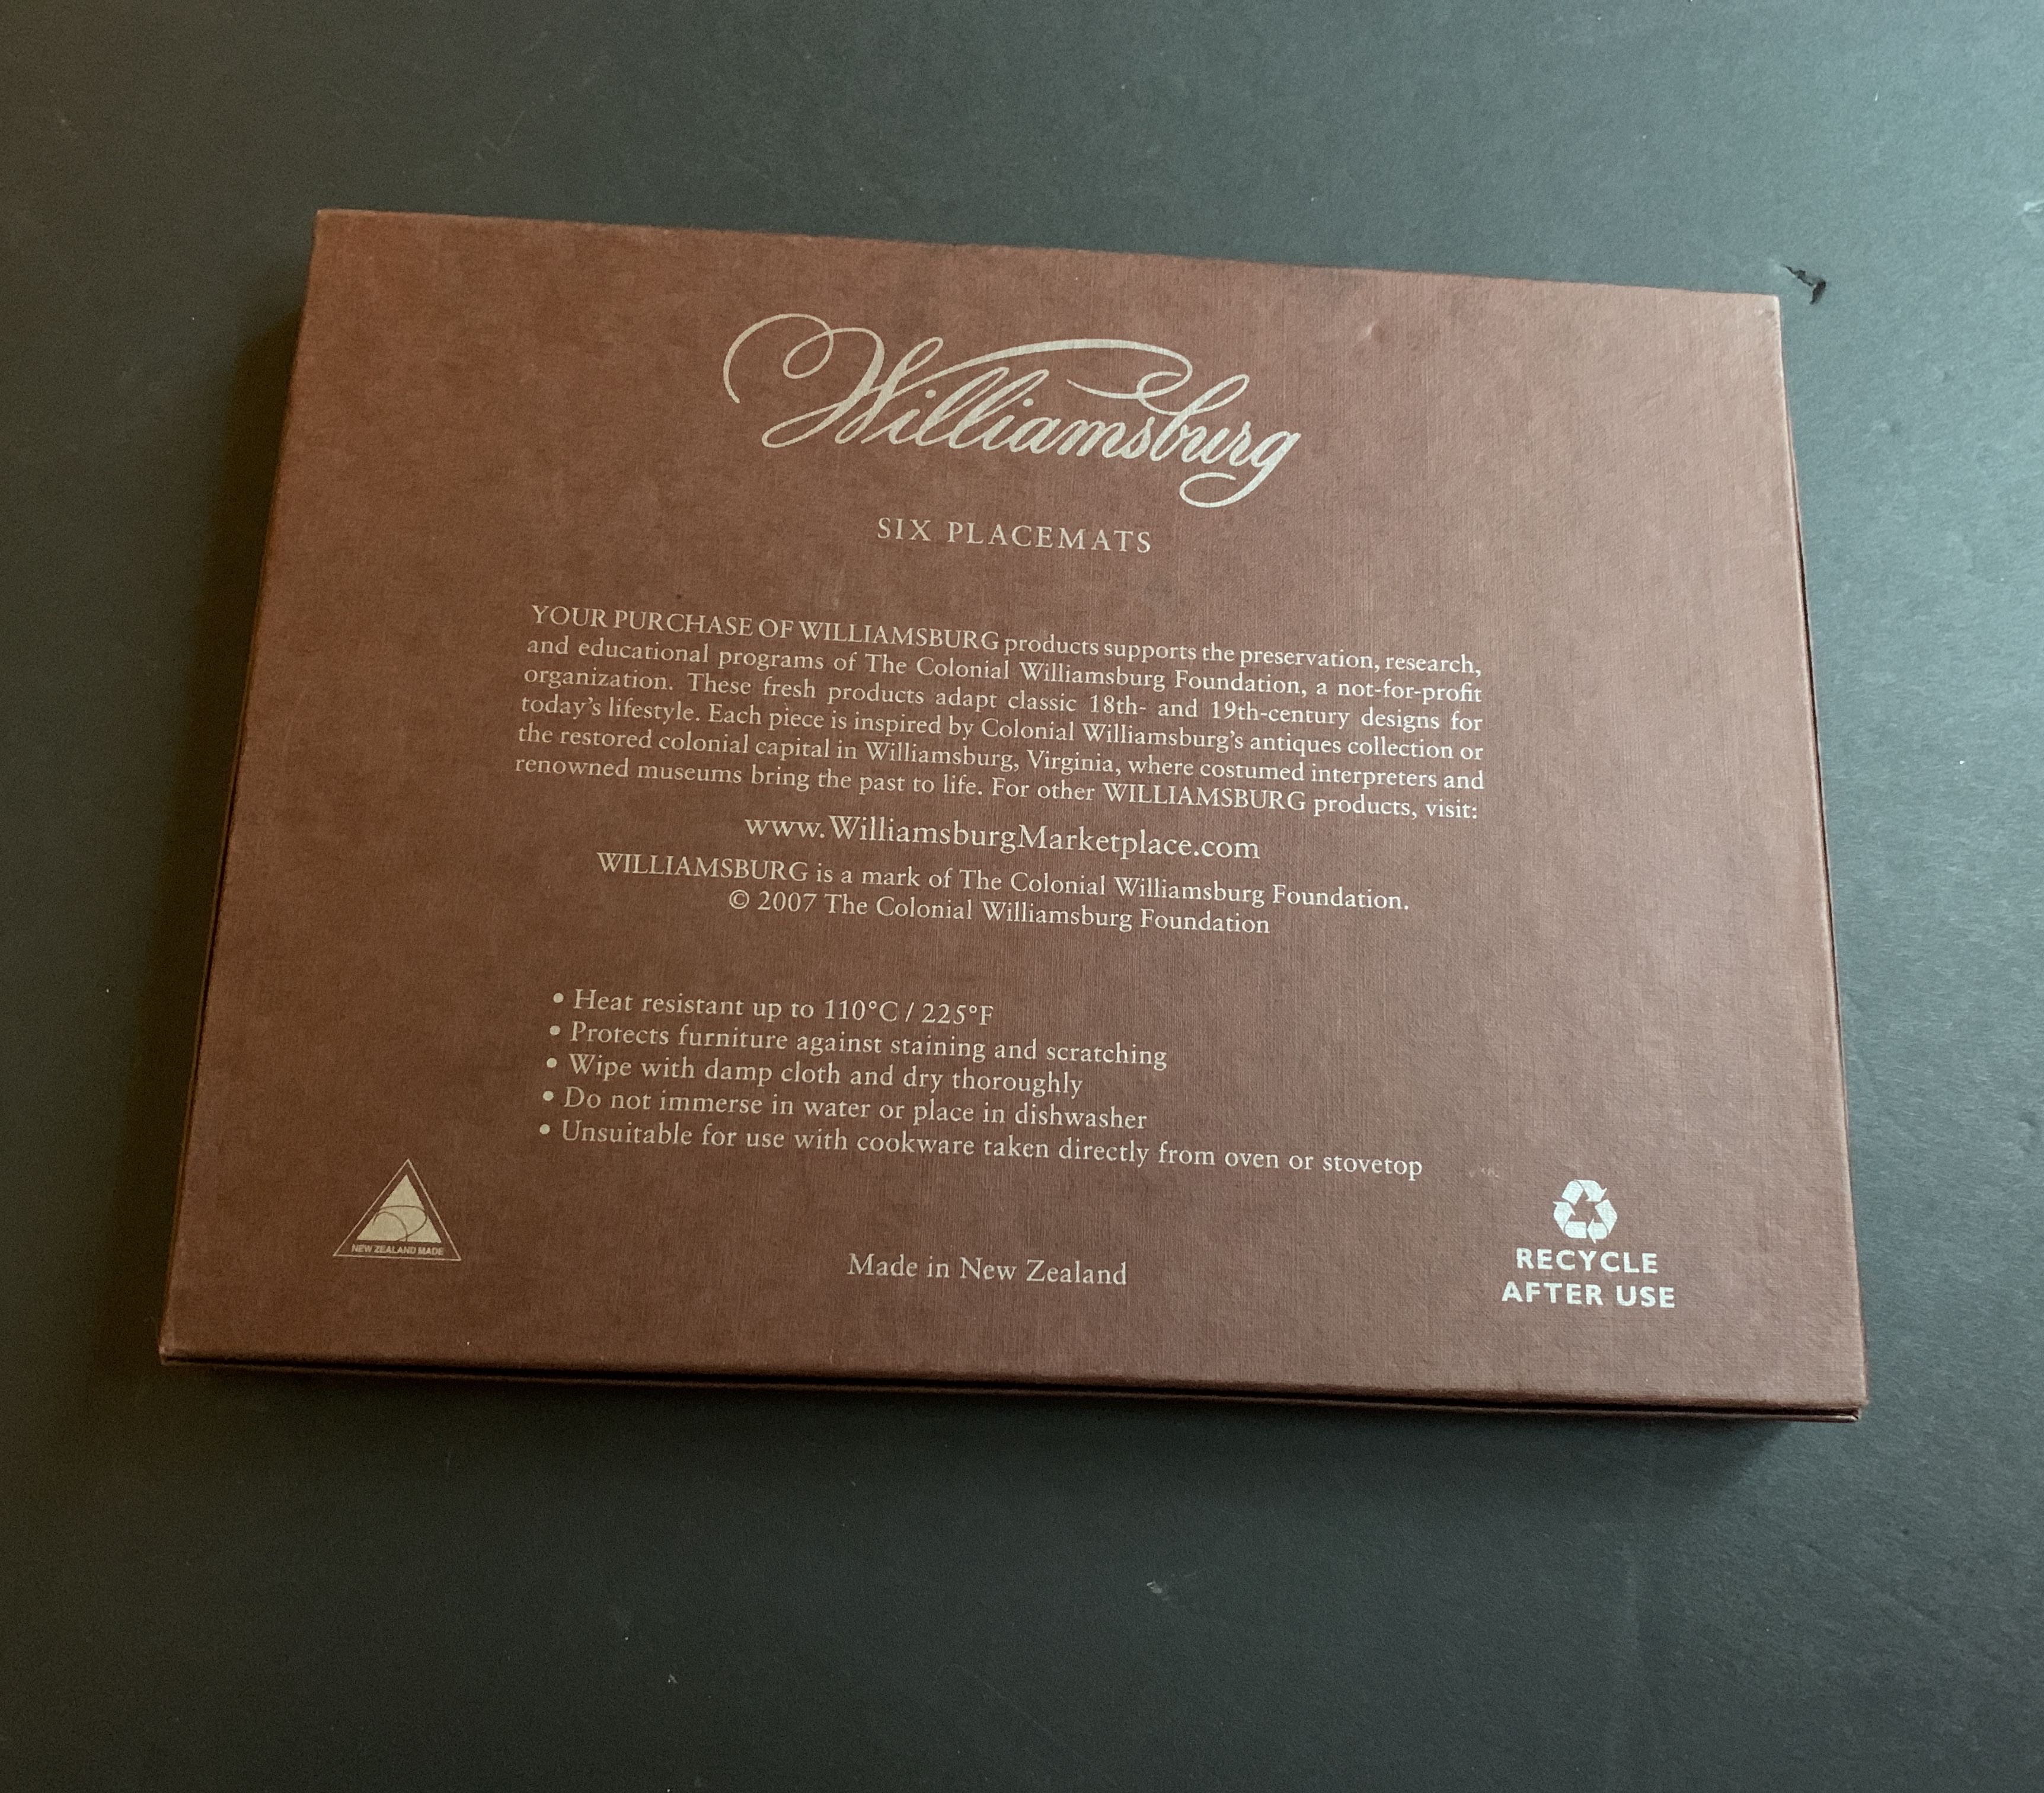 Williamsburg
SIX PLACEMATS
YOUR PURCHASE OF WILLIAMSBURG products supports the preservation, research,
and educational programs of The Colonial Williamsburg Foundation, a not-for-profit
organization. These fresh products adapt classic 18th- and 19th-century designs for
today's lifestyle. Each piece is inspired by Colonial Williamsburg's antiques collection or
the restored colonial capital in Williamsburg, Virginia, where costumed interpreters and
renowned museums bring the past to life. For other WILLIAMSBURG products, visit:
www.WilliamsburgMarketplace.com
WILLIAMSBURG is a mark of The Colonial Williamsburg Foundation.
© 2007 The Colonial Williamsburg Foundation
• Heat resistant up to 110°C / 225°F
• Protects furniture against staining and scratching
• Wipe with damp cloth and dry thoroughly
• Do not immerse in water or place in dishwasher
• Unsuitable for use with cookware taken directly from oven or stovetop
NEW ZEALAND MADE
Made in New Zealand
RECYCLE
AFTER USE